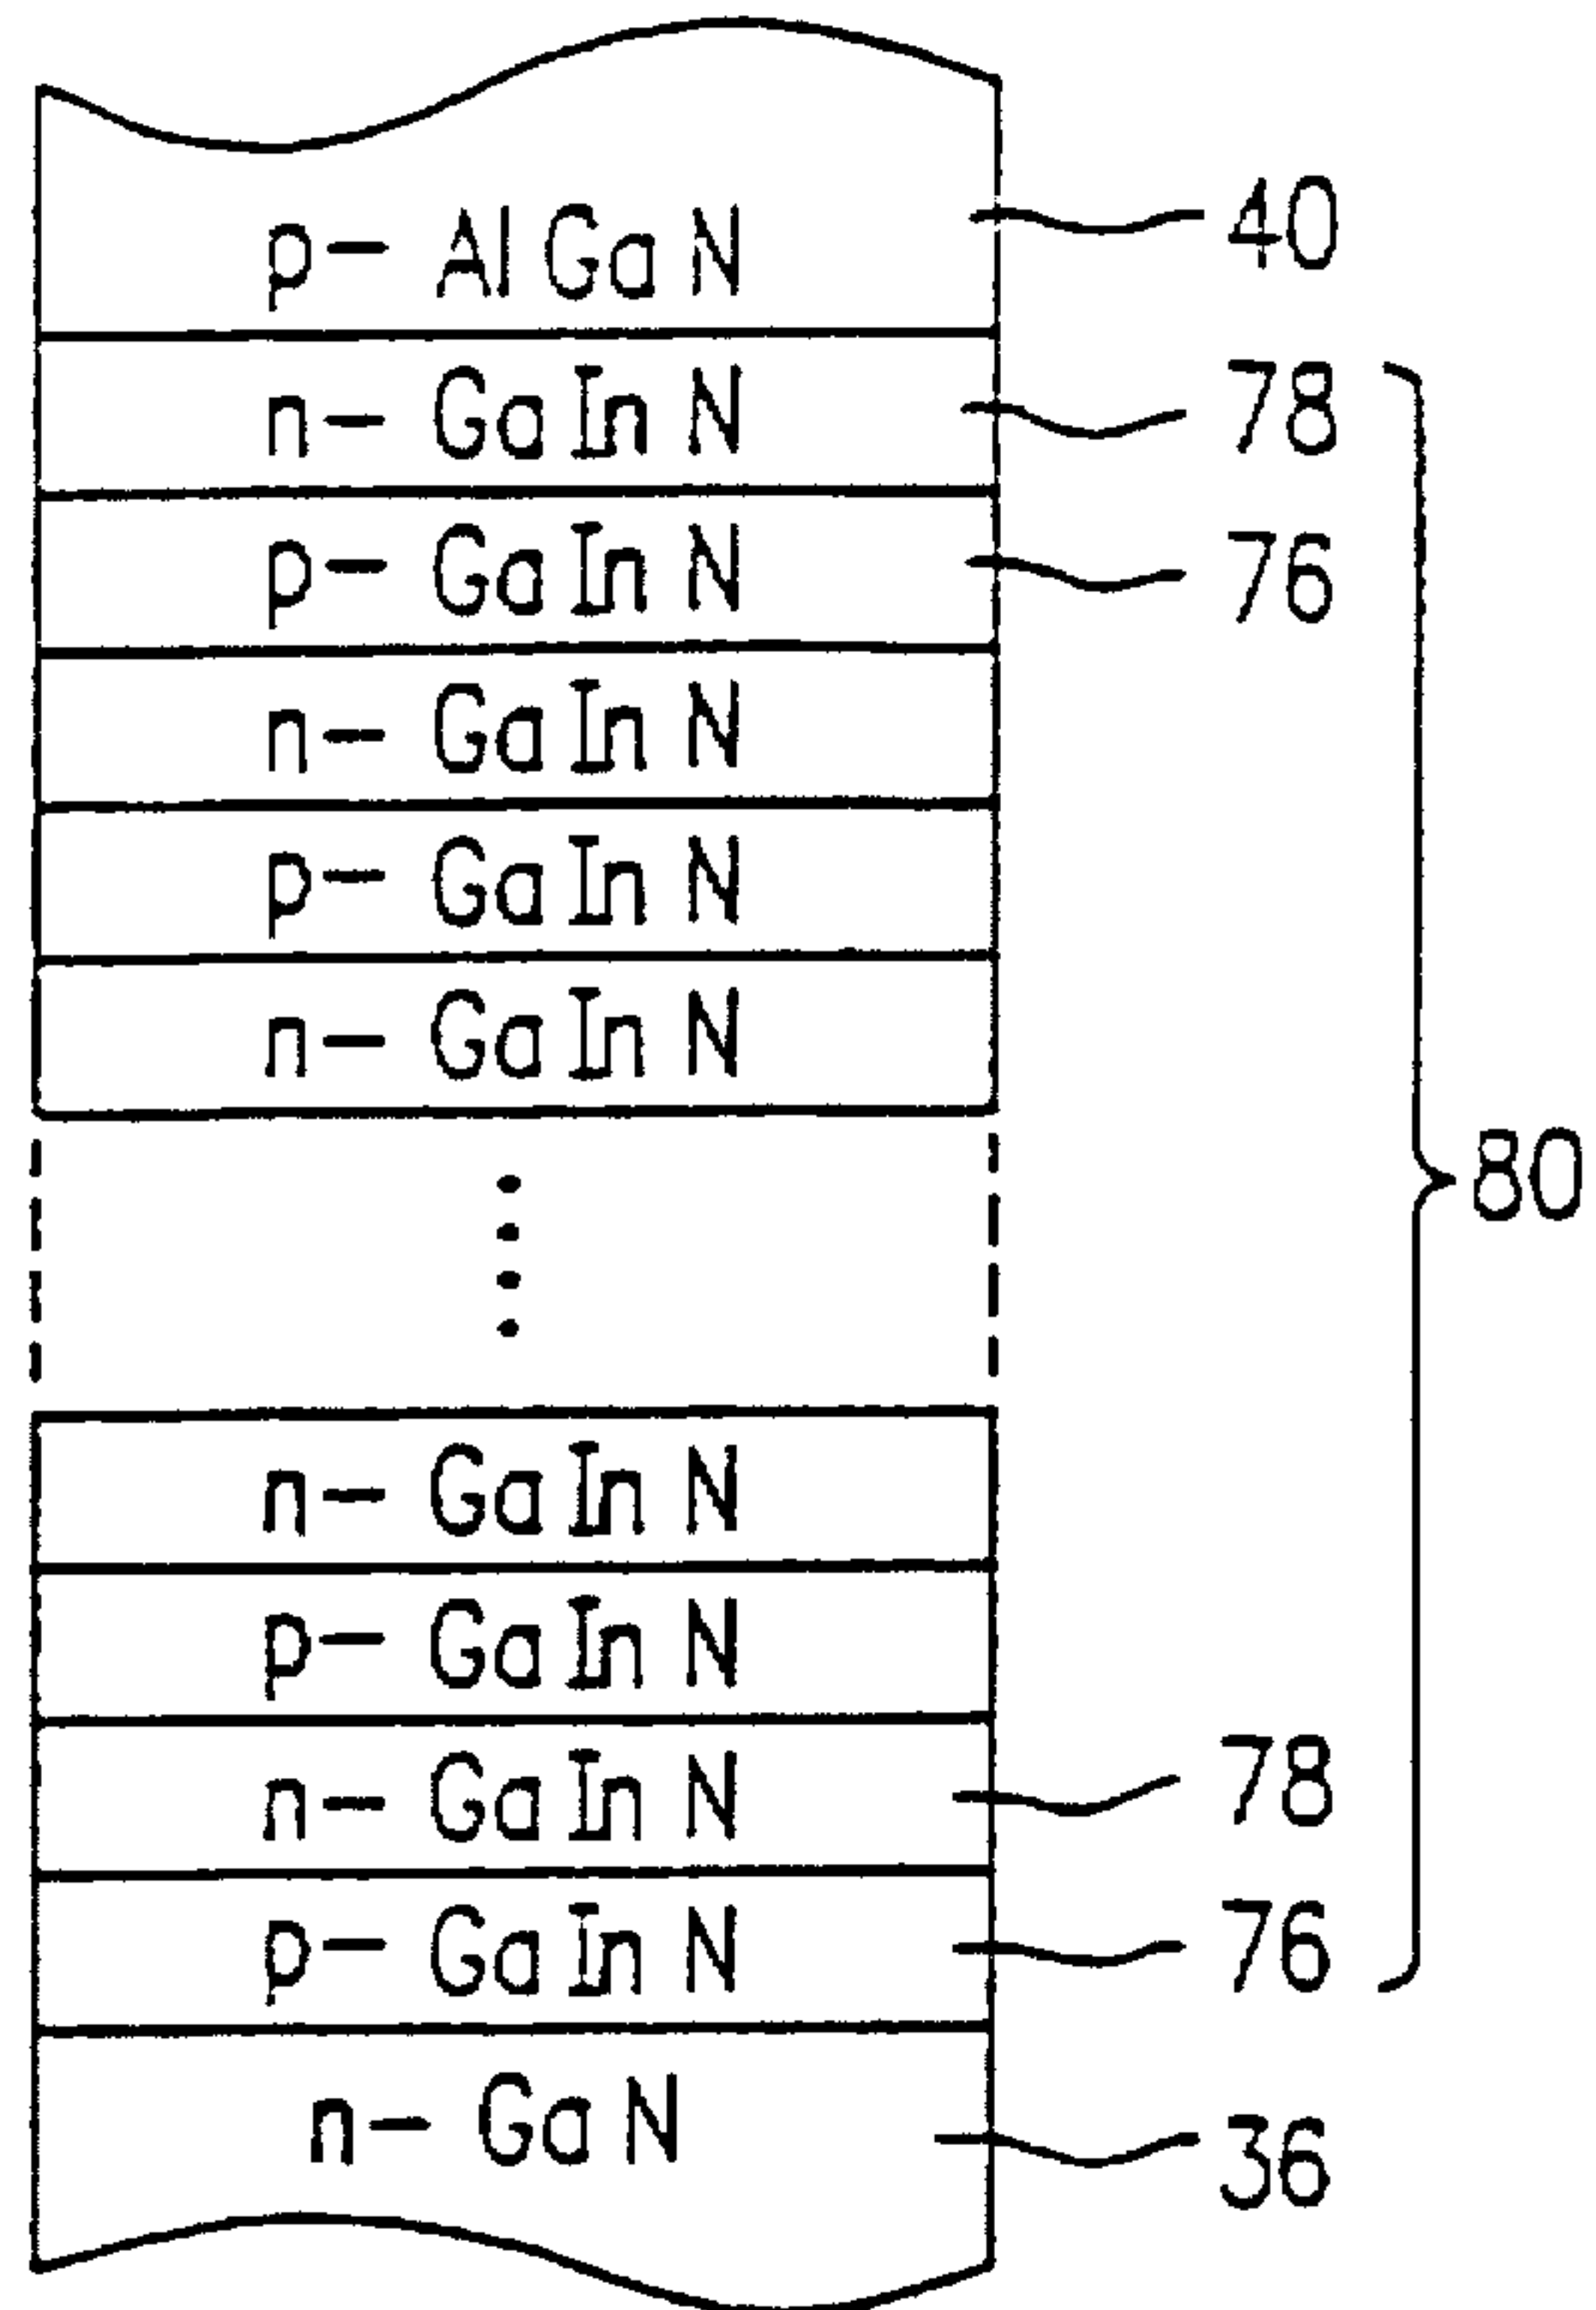 p- AlGaN 40
n- GaInN 78
p- GaInN 76
n- GaInN
p- GaInN
n- GaInN
80
n- GaInN
p- GaInN
n- GaInN 78
p- GaInN 76
n- GaN 36